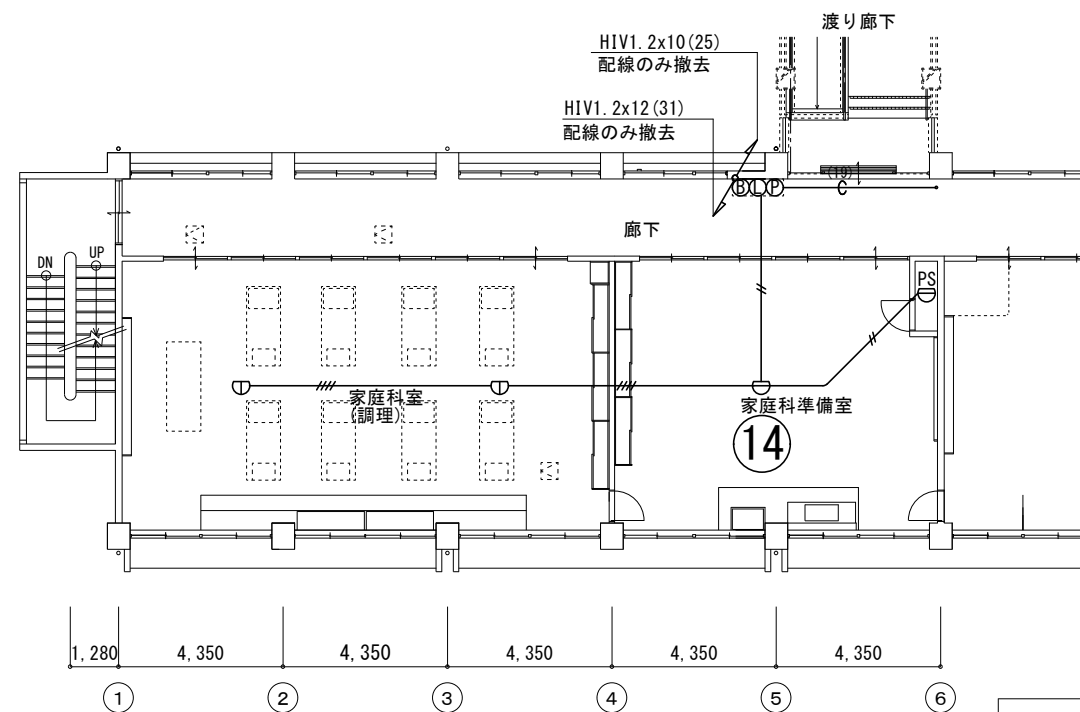 渡り廊下
HIV1.2x10(25)
配線のみ撤去
HIV1.2x12(31)
配線のみ撤去
(19)
B L P
C
廊下
DN
UP
PS
家庭科室
(調理)
家庭科準備室
14
1,280
4,350
4,350
4,350
4,350
4,350
1
2
3
4
5
6